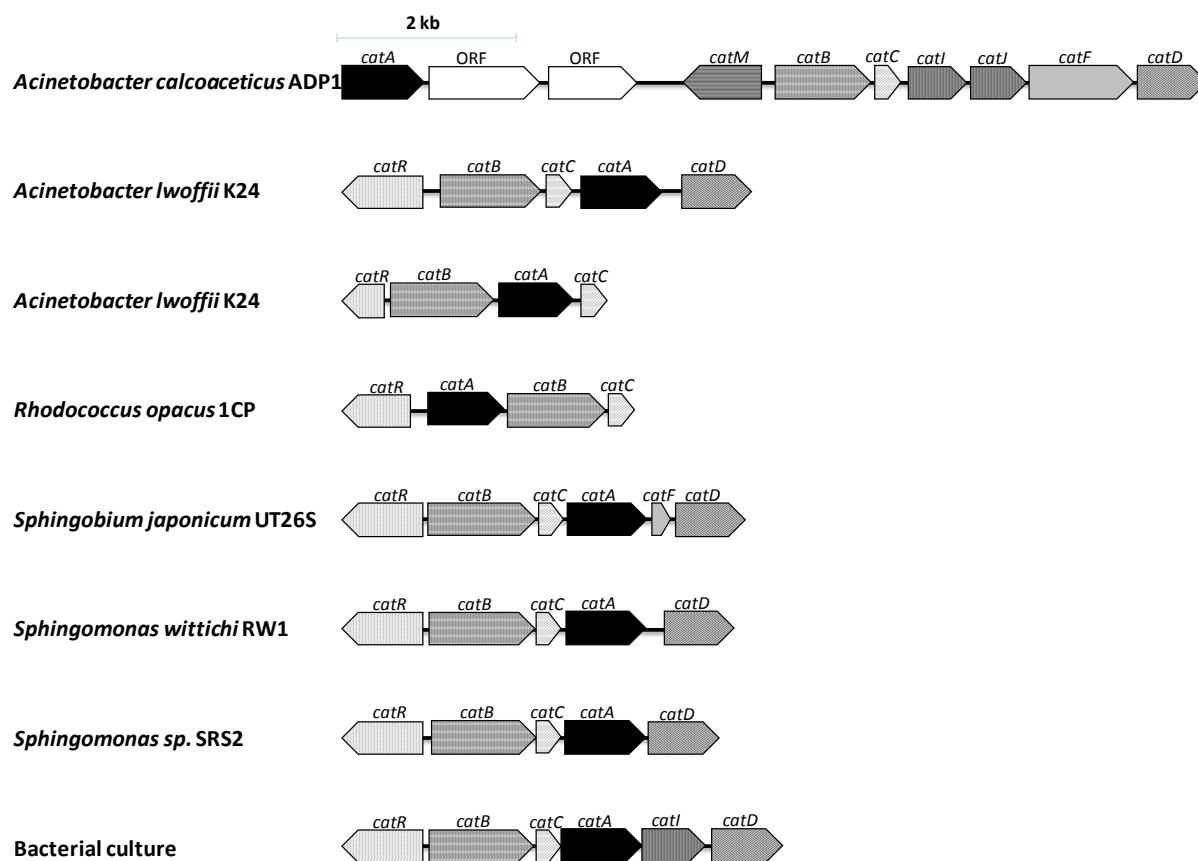 2 kb
catA ORF ORF catM catB catC catI catJ catF catD
Acinetobacter calcoaceticus ADP1
catR catB catC catA catD
Acinetobacter lwoffii K24
catR catB catA catC
Acinetobacter lwoffii K24
catR catA catB catC
Rhodococcus opacus 1CP
catR catB catC catA catF catD
Sphingobium japonicum UT26S
catR catB catC catA catD
Sphingomonas wittichi RW1
catR catB catC catA catD
Sphingomonas sp. SRS2
catR catB catC catA catI catD
Bacterial culture